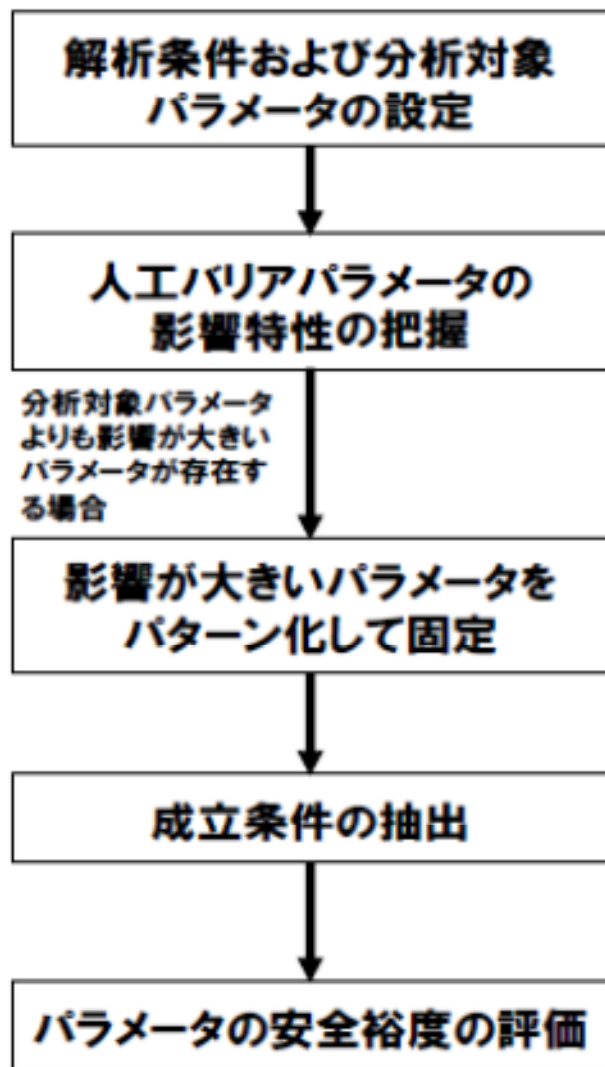 解析条件および分析対象
パラメータの設定
人工バリアパラメータの
影響特性の把握
分析対象パラメータ
よりも影響が大きい
パラメータが存在す
る場合
影響が大きいパラメータを
パターン化して固定
成立条件の抽出
パラメータの安全裕度の評価